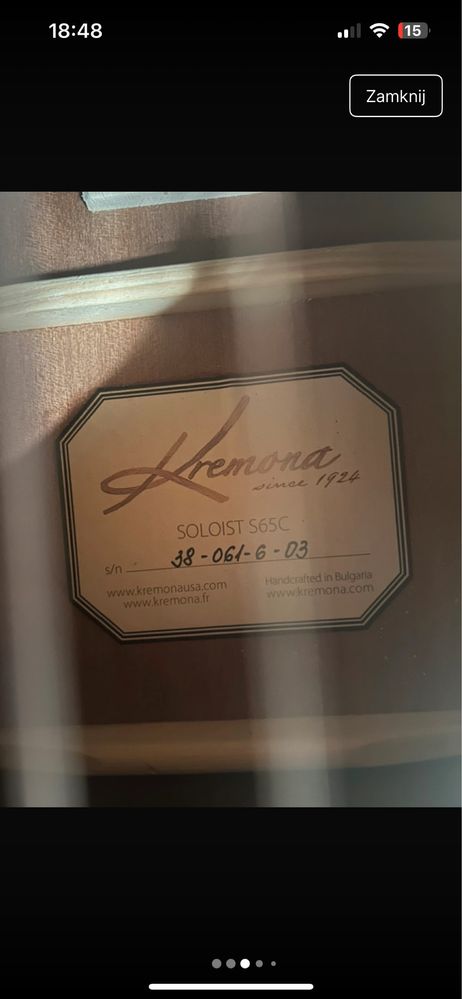 18:48
15
Zamknij
Kremona
since 1924
SOLOIST S65C
s/n 38-061-6-03
www.kremonausa.com
www.kremona.fr
Handcrafted in Bulgaria
www.kremona.com